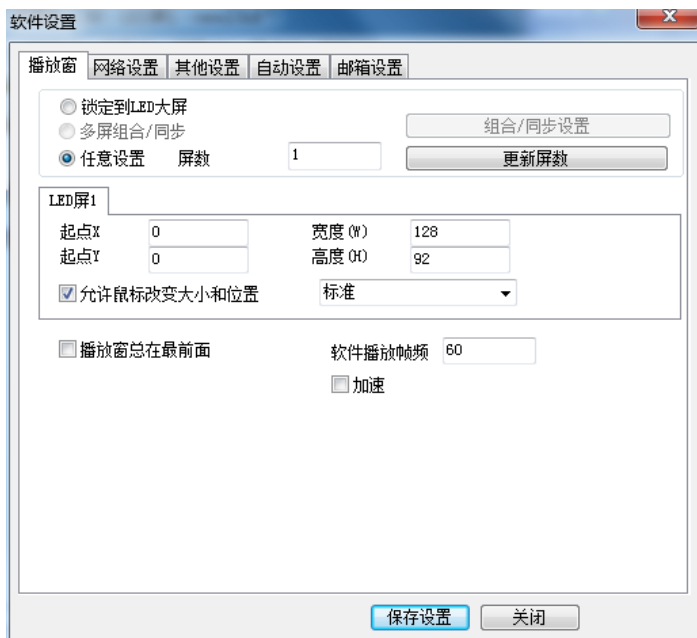 软件设置
播放窗 网络设置 其他设置 自动设置 邮箱设置
锁定到LED大屏
多屏组合/同步 组合/同步设置
任意设置 屏数 1 更新屏数
LED屏1
起点X 0 宽度(W) 128
起点Y 0 高度(H) 92
允许鼠标改变大小和位置 标准
播放窗总在最前面 软件播放帧频 60
加速
保存设置 关闭